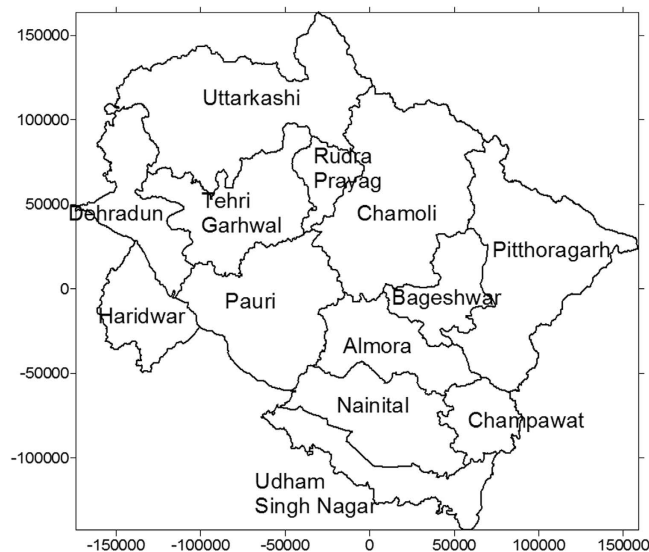 150000
100000
50000
0
-50000
-100000
Uttarkashi
Rudra
Prayag
Dehradun
Tehri
Garhwal
Chamoli
Pitthoragarh
Haridwar
Pauri
Bageshwar
Almora
Nainital
Champawat
Udham
Singh Nagar
-150000 -100000 -50000 0 50000 100000 150000